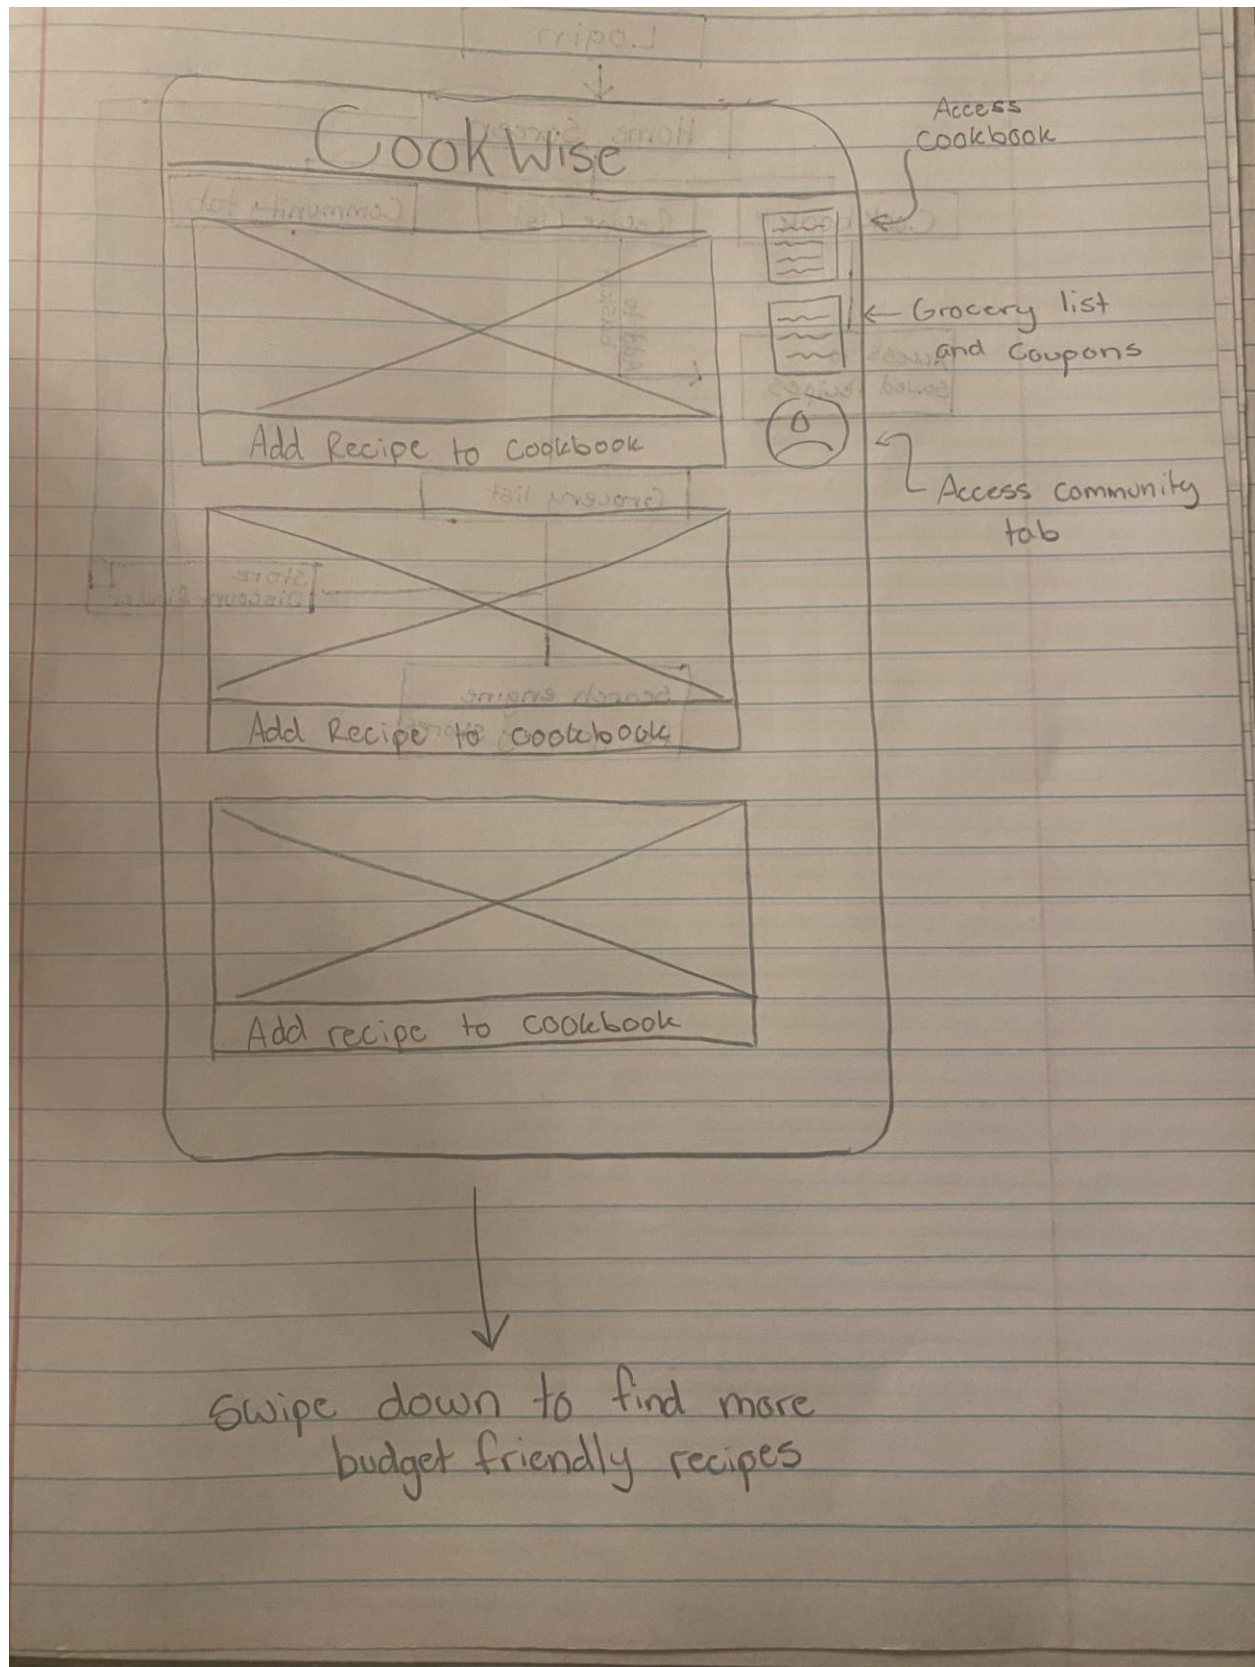 CookWise
Access
cookbook
Grocery list
and coupons
Add Recipe to cookbook
Access community
tab
Add Recipe to cookbook
Add recipe to cookbook
Swipe down to find more
budget friendly recipes